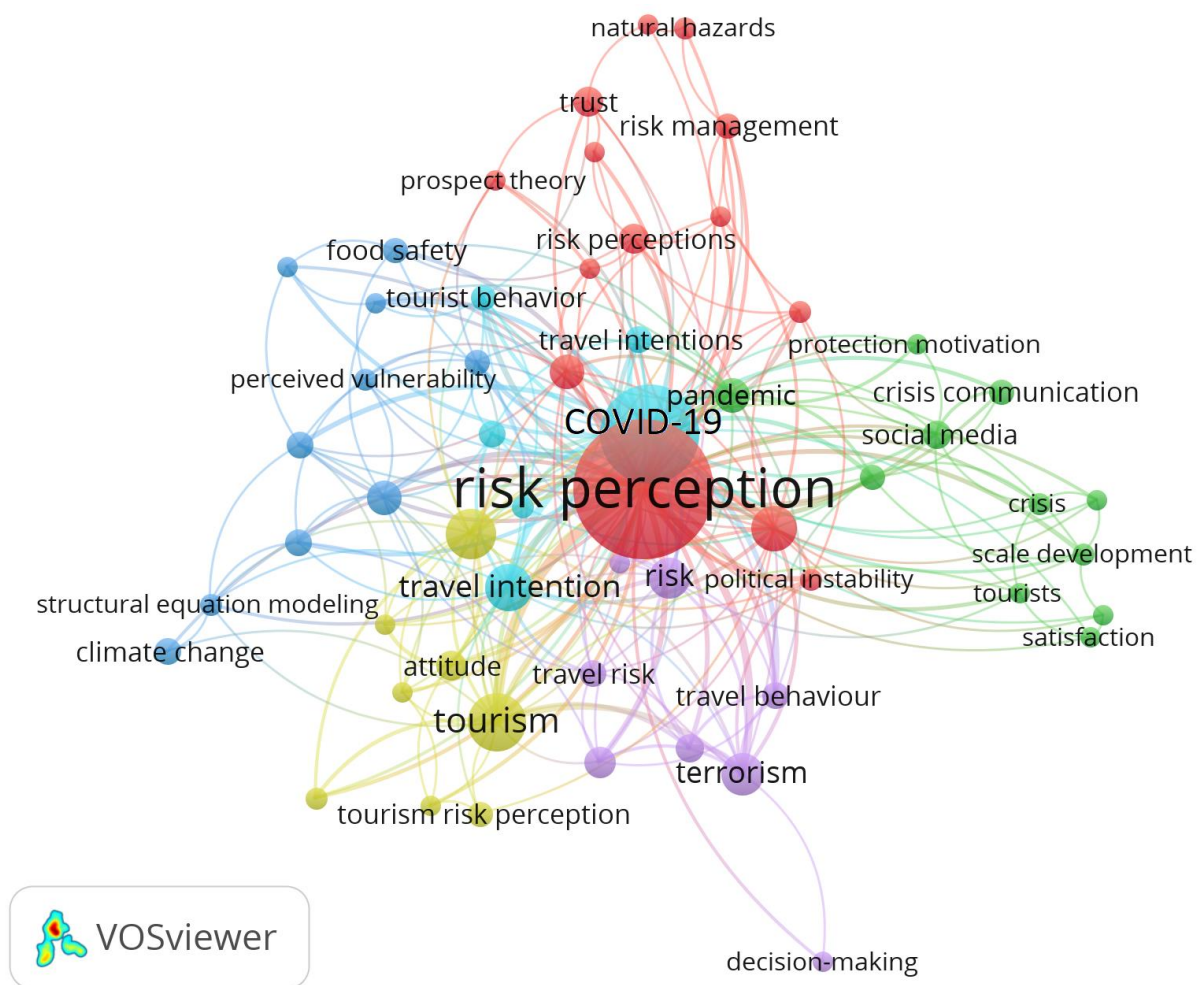 natural hazards
trust
risk management
prospect theory
risk perceptions
food safety
tourist behavior
travel intentions
protection motivation
perceived vulnerability
pandemic
crisis communication
COVID-19
social media
risk perception
crisis
scale development
travel intention
risk
political instability
tourists
structural equation modeling
satisfaction
climate change
attitude
travel risk
travel behaviour
tourism
terrorism
tourism risk perception
VOSviewer
decision-making